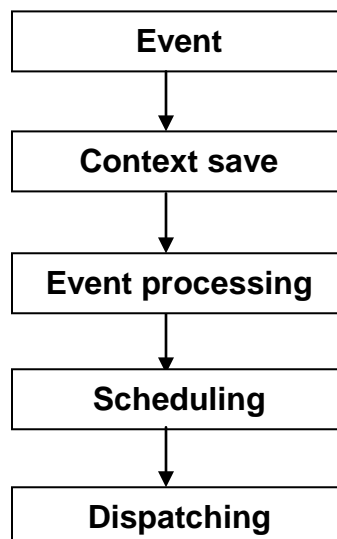 Event
Context save
Event processing
Scheduling
Dispatching